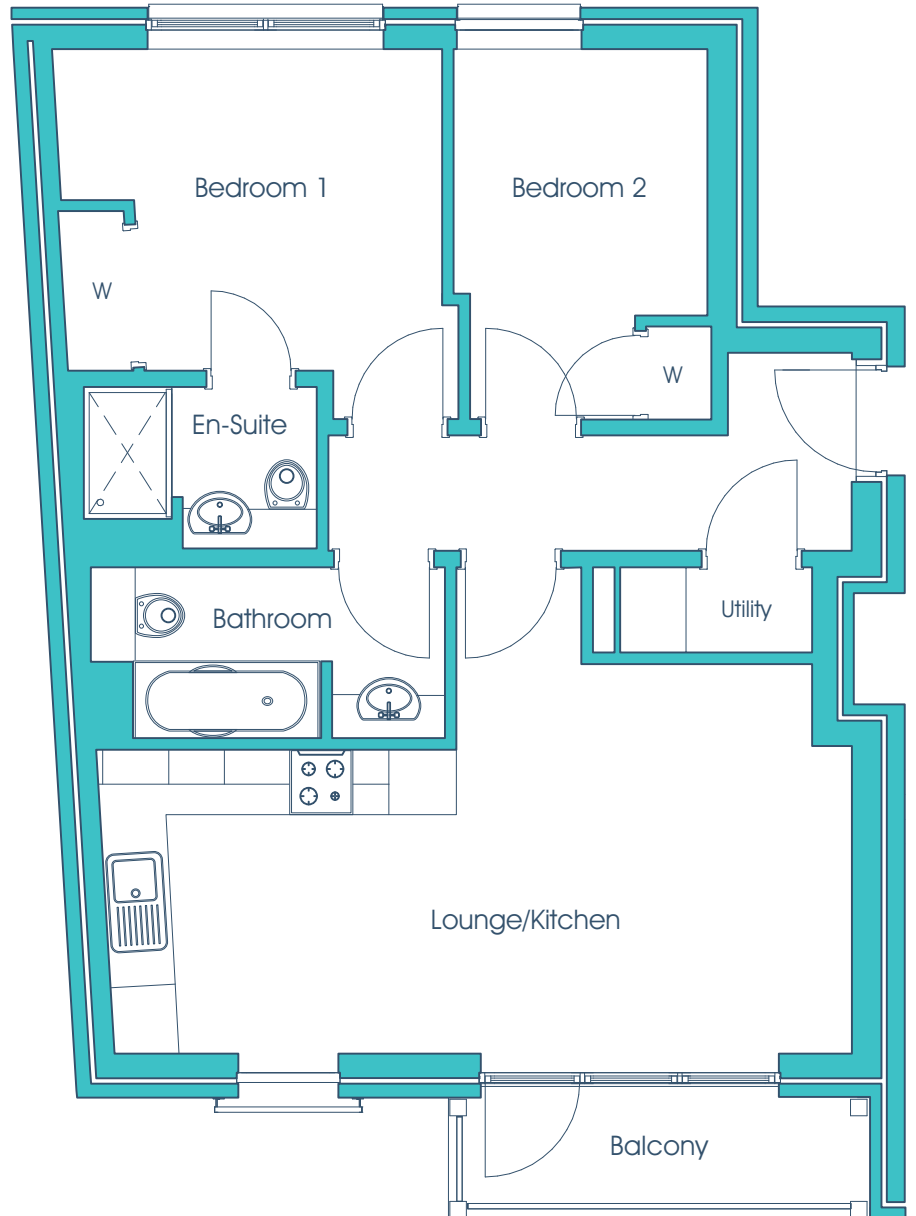 Bedroom 1
Bedroom 2
W
W
En-Suite
Utility
Bathroom
Lounge/Kitchen
Balcony